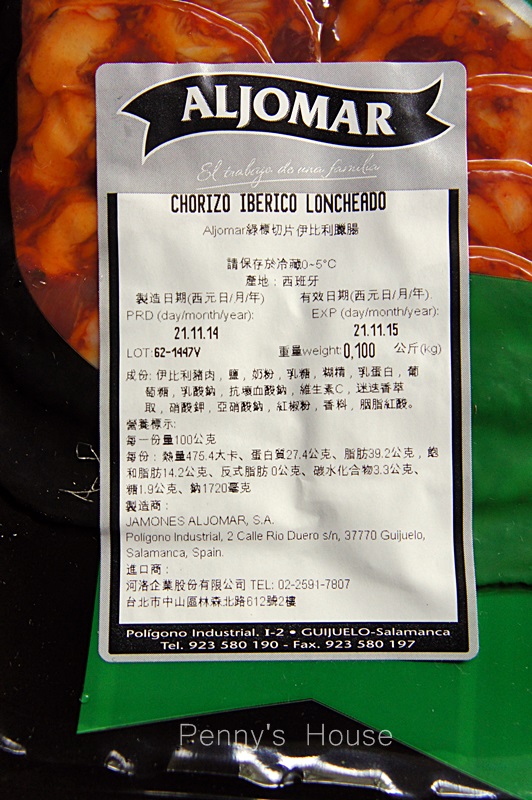 ALJOMAR
El trabajo de una familia
CHORIZO IBERICO LONCHEADO
Aljomar綠標切片伊比利臘腸
請保存於冷藏0~5°C
產地：西班牙
製造日期(西元日/月/年) 有效日期(西元日/月/年)
PRD (day/month/year): EXP (day/month/year):
21.11.14 21.11.15
LOT: 62-1447V 重量weight: 0,100 公斤(kg)
成份: 伊比利豬肉 , 鹽 , 奶粉 , 乳糖 , 糊精 , 乳蛋白 , 葡
萄糖 , 乳酸鈉 , 抗壞血酸鈉 , 維生素C , 迷迭香萃
取 , 硝酸鉀 , 亞硝酸鈉 , 紅椒粉 , 香料 , 胭脂紅酸。
營養標示:
每一份量100公克
每份：熱量475.4大卡、蛋白質27.4公克、脂肪39.2公克 , 飽
和脂肪14.2公克、反式脂肪 0公克、碳水化合物3.3公克、
糖1.9公克、鈉1720毫克
製造商：
JAMONES ALJOMAR, S.A.
Poligono Industrial, 2 Calle Rio Duero s/n, 37770 Guijuelo,
Salamanca, Spain.
進口商：
河洛企業股份有限公司 TEL: 02-2591-7807
台北市中山區林森北路612號2樓
Polígono Industrial. I-2 • GUIJUELO-Salamanca
Tel. 923 580 190 - Fax. 923 580 197
Penny's House